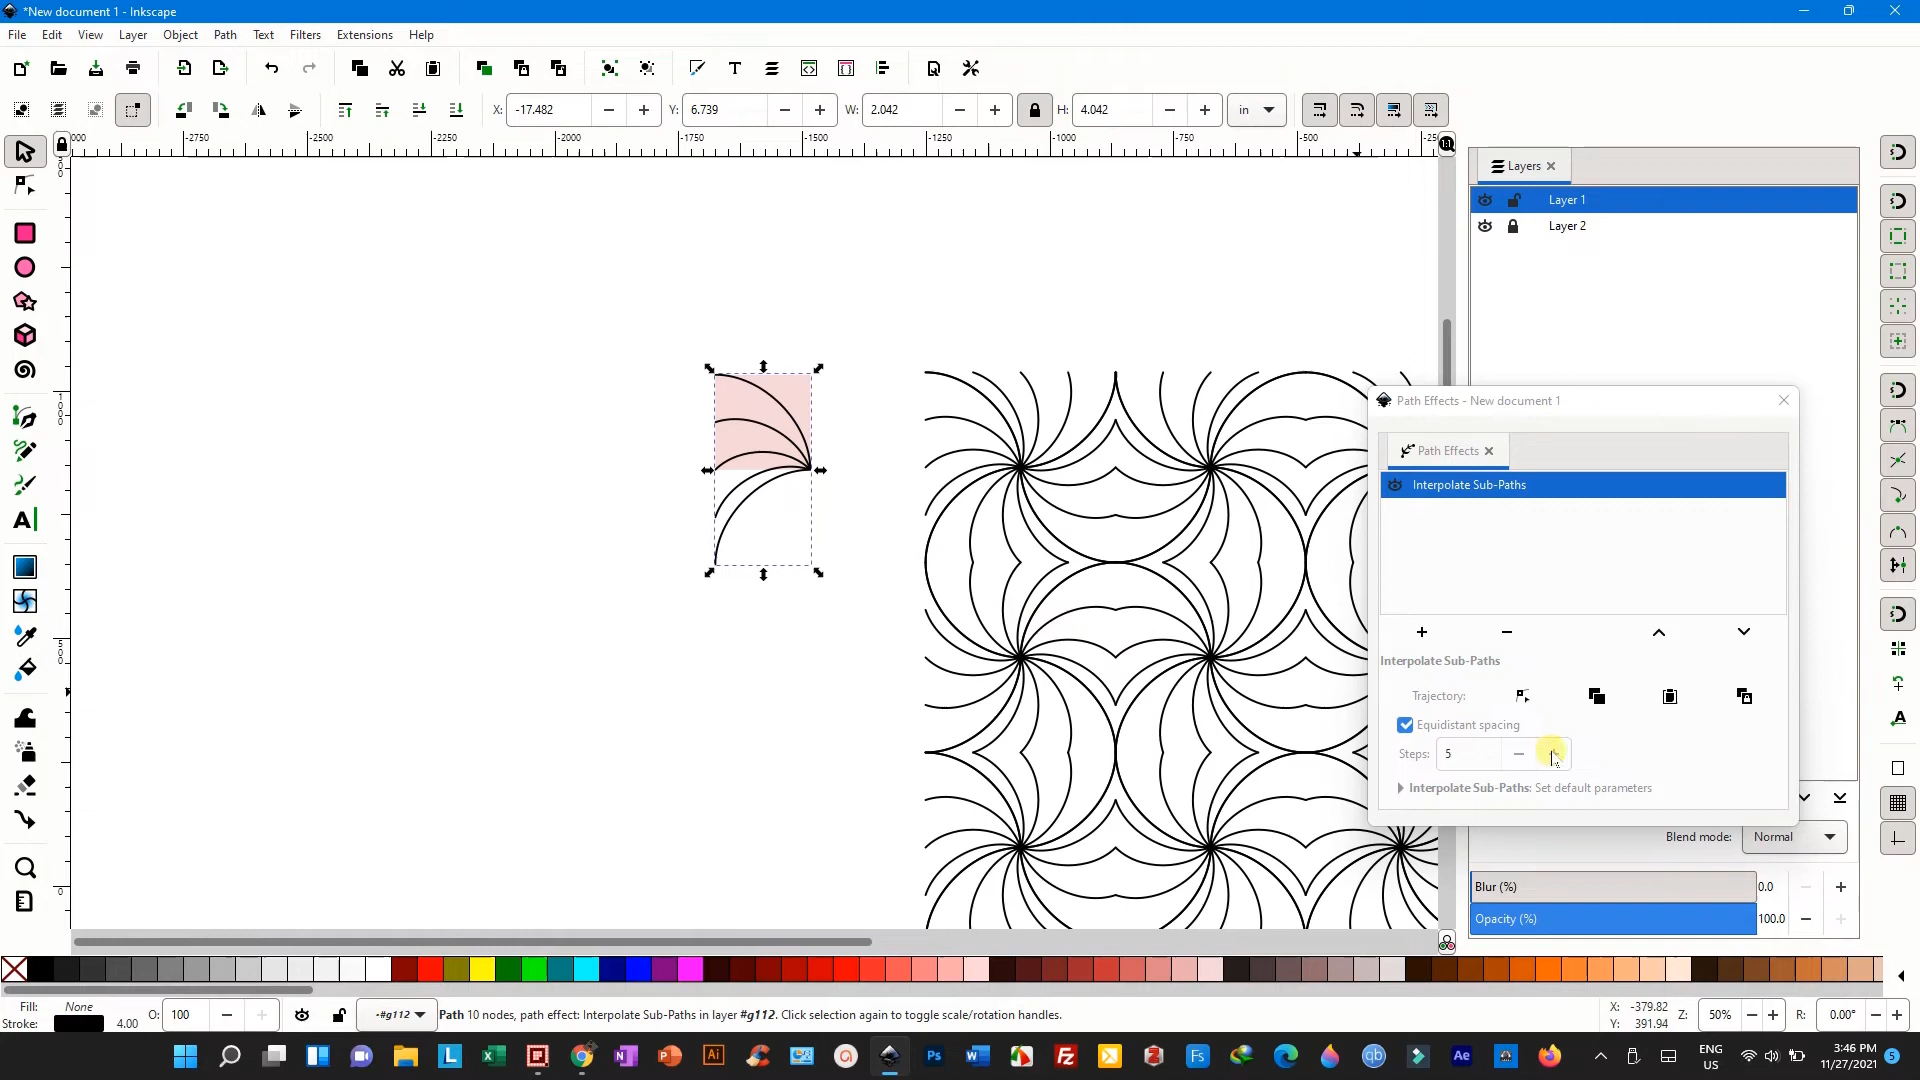 *New document 1 - Inkscape
File Edit View Layer Object Path Text Filters Extensions Help
X: -17.482 Y: 6.739 W: 2.042 H: 4.042 in
-2750 -2500 -2250 -2000 -1750 -1500 -1250 -1000 -750 -500
Layers
Layer 1
Layer 2
Path Effects - New document 1
Path Effects
Interpolate Sub-Paths
Interpolate Sub-Paths
Trajectory:
Equidistant spacing
Steps: 5
Interpolate Sub-Paths: Set default parameters
Blend mode: Normal
Blur (%) 0.0
Opacity (%) 100.0
Fill: None
Stroke: 4.00
O: 100
-#g112
Path 10 nodes, path effect: Interpolate Sub-Paths in layer #g112. Click selection again to toggle scale/rotation handles.
X: -379.82
Y: 391.94
Z: 50%
R: 0.00°
ENG
US
3:46 PM
11/27/2021
5